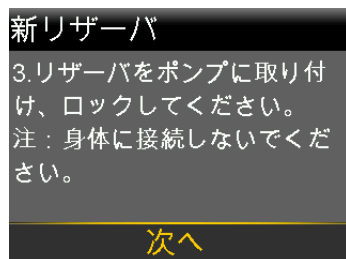 新リザーバ
3.リザーバをポンプに取り付
け、ロックしてください。
注：身体に接続しないでくだ
さい。
次へ